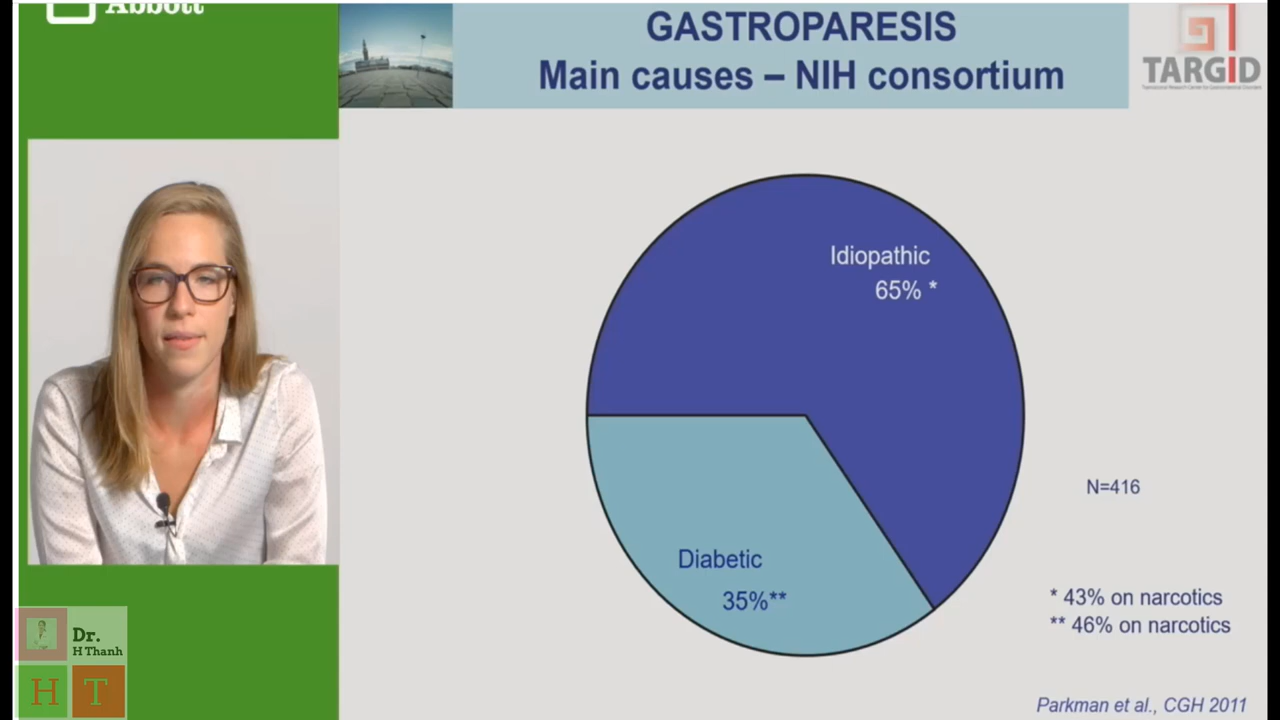 Abbott
GASTROPARESIS
Main causes – NIH consortium
TARGID
Idiopathic
65% *
Diabetic
35%**
N=416
* 43% on narcotics
** 46% on narcotics
Parkman et al., CGH 2011
Dr.
H Thanh
H T